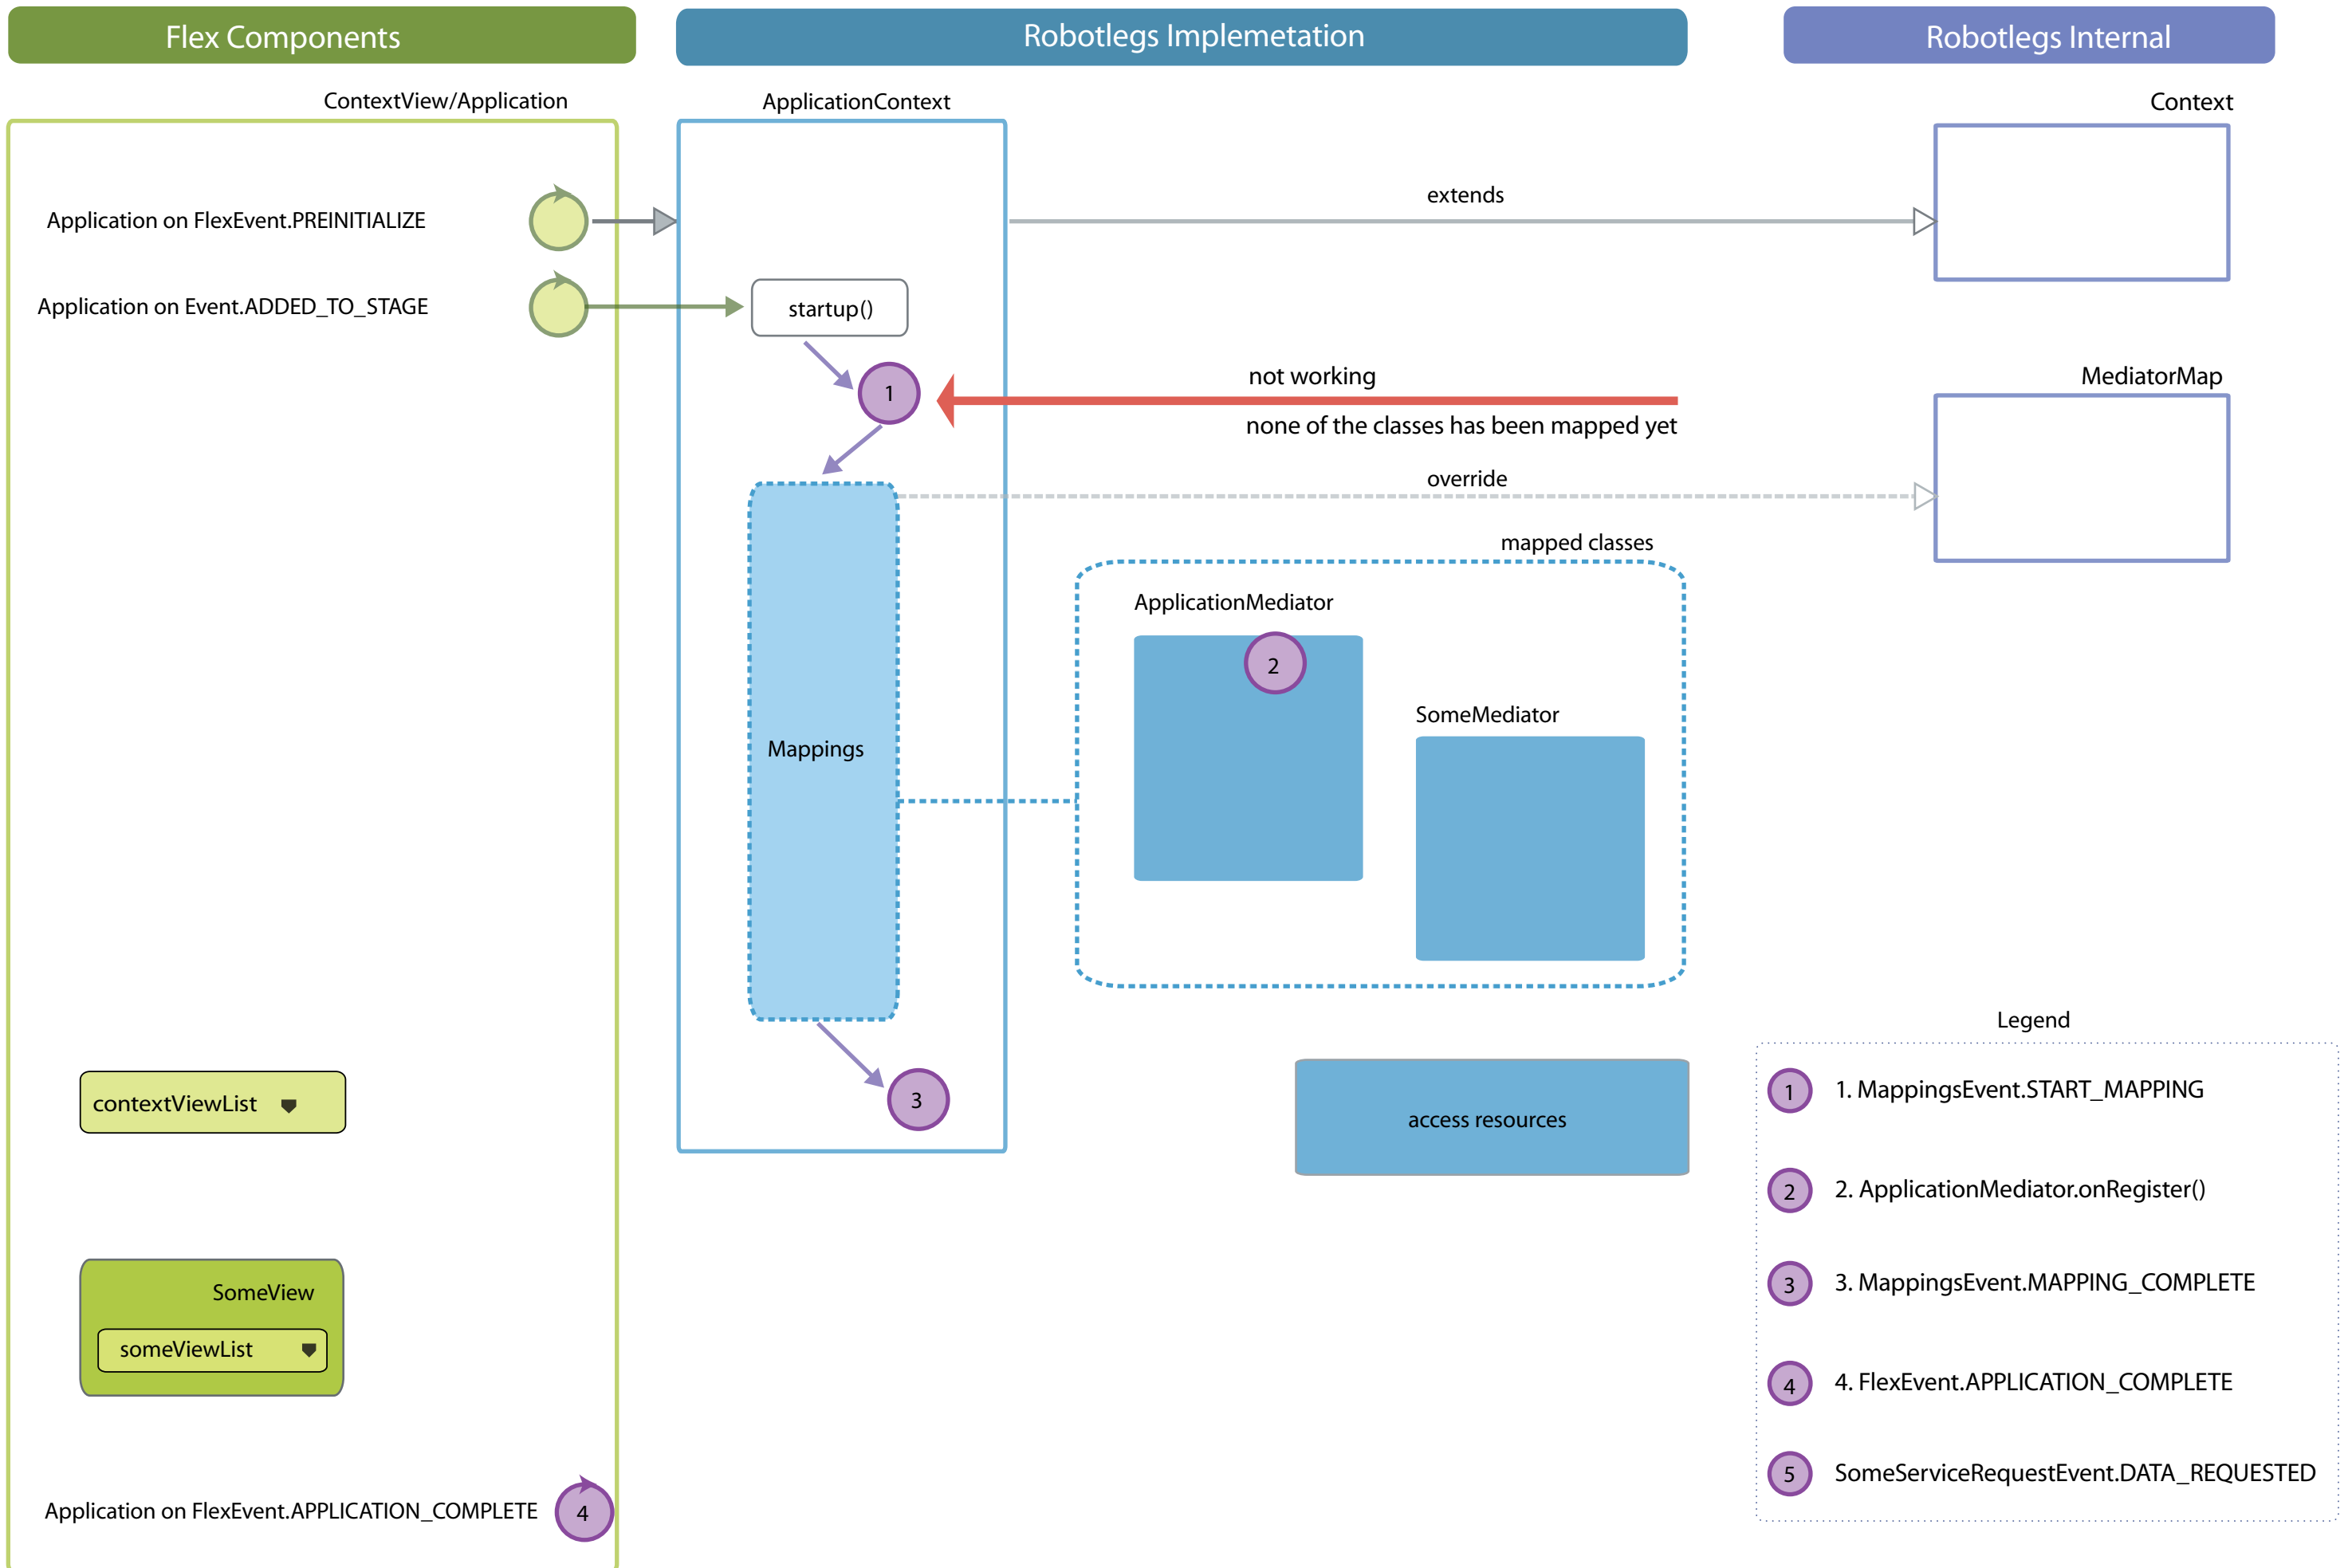 Flex Components
Robotlegs Implemetation
Robotlegs Internal
ContextView/Application
ApplicationContext
Context
Application on FlexEvent.PREINITIALIZE
extends
Application on Event.ADDED_TO_STAGE
startup()
1
not working
none of the classes has been mapped yet
MediatorMap
override
mapped classes
ApplicationMediator
2
SomeMediator
Mappings
3
access resources
contextViewList
SomeView
someViewList
Application on FlexEvent.APPLICATION_COMPLETE
4
Legend
1 1. MappingsEvent.START_MAPPING
2 2. ApplicationMediator.onRegister()
3 3. MappingsEvent.MAPPING_COMPLETE
4 4. FlexEvent.APPLICATION_COMPLETE
5 SomeServiceRequestEvent.DATA_REQUESTED